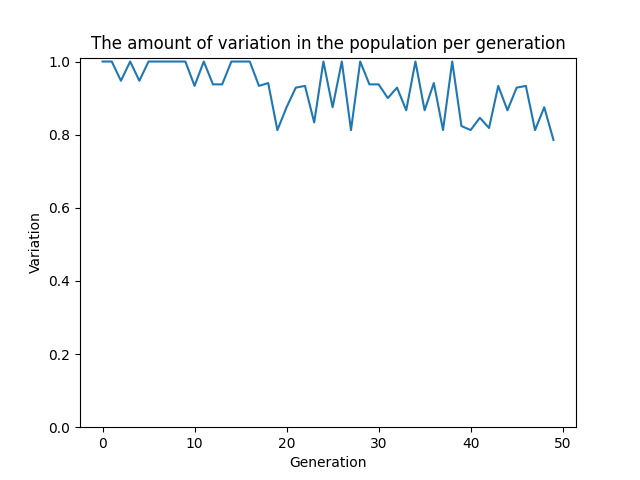 The amount of variation in the population per generation
1.0
0.8
0.6
0.4
0.2
0.0
Variation
0 10 20 30 40 50
Generation